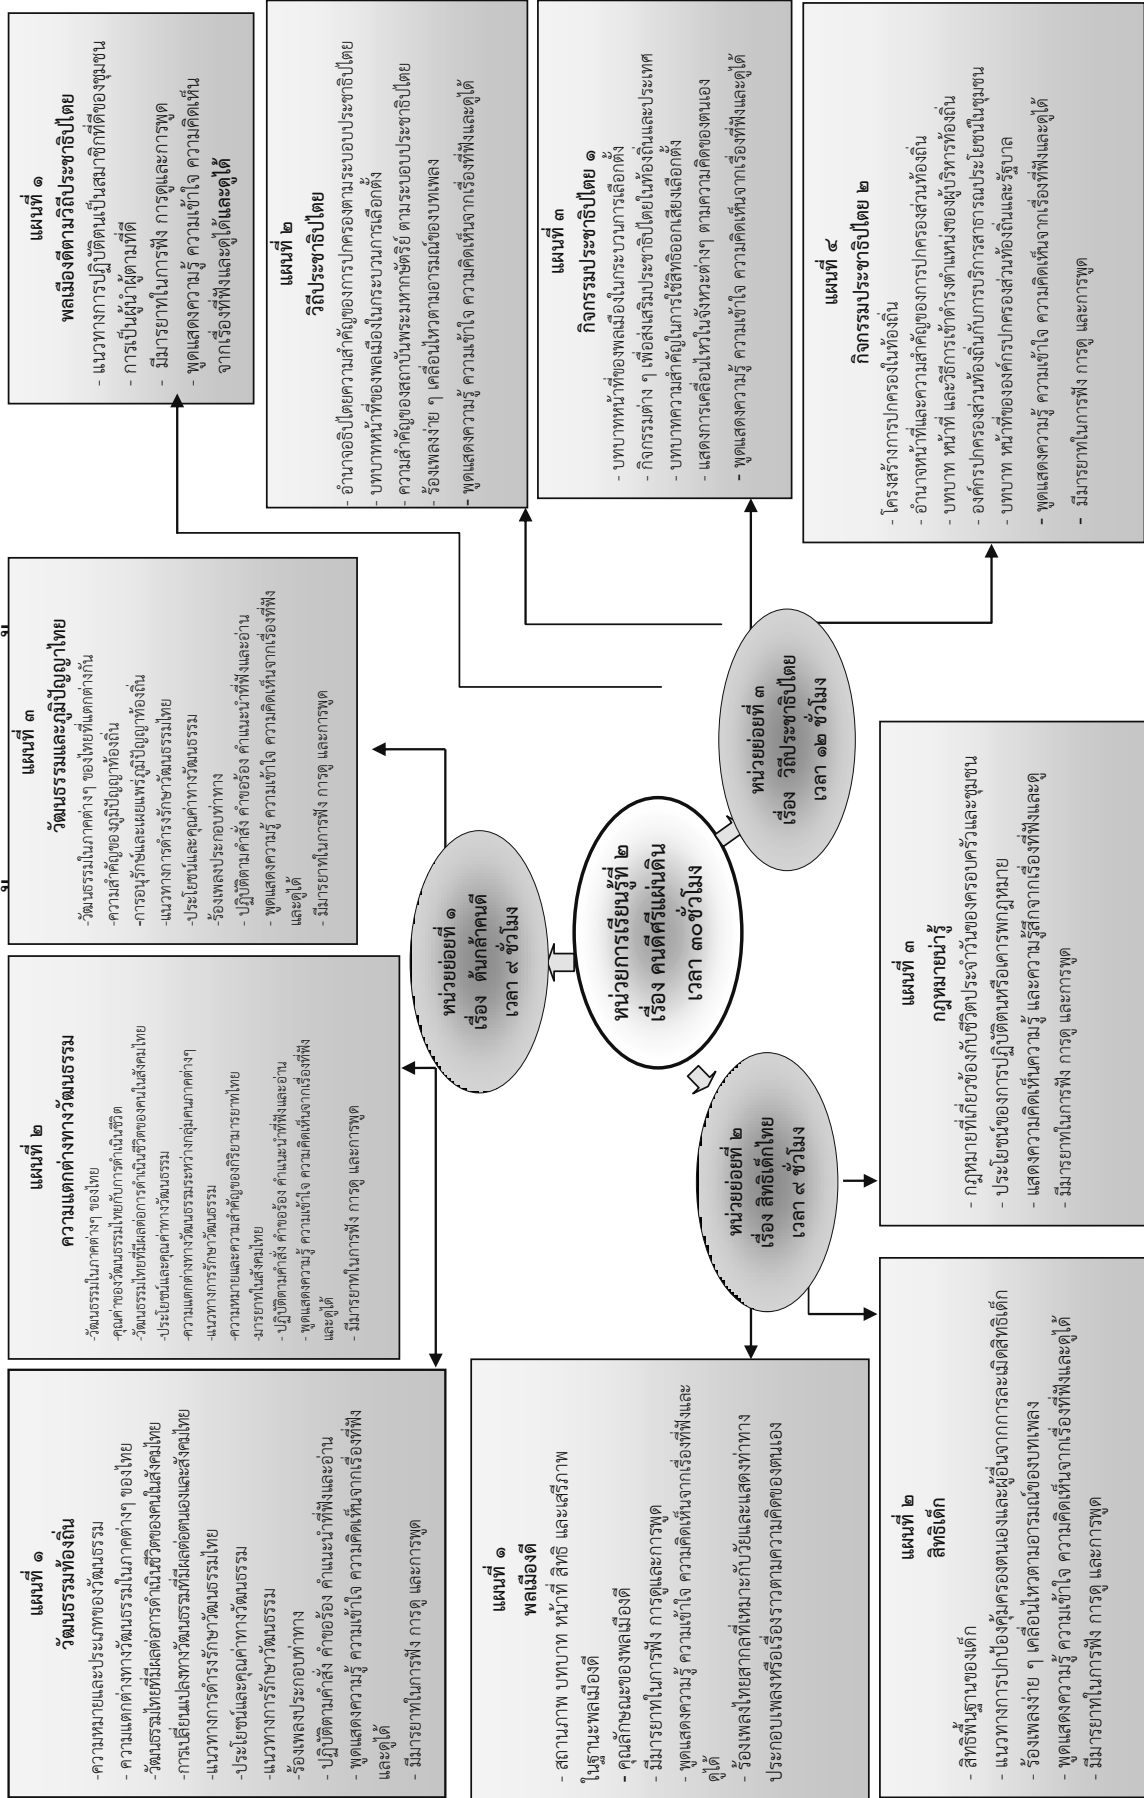 หน่วยการเรียนรู้ที่ ๒
เรื่อง คนดีศรีแผ่นดิน
เวลา ๓๐ชั่วโมง
หน่วยย่อยที่ ๑
เรื่อง ต้นกล้าคนดี
เวลา ๙ ชั่วโมง
แผนที่ ๑
วัฒนธรรมท้องถิ่น
-ความหมายและประเภทของวัฒนธรรม
- ความแตกต่างทางวัฒนธรรมในภาคต่างๆ ของไทย
-วัฒนธรรมไทยที่มีผลต่อการดำเนินชีวิตของคนในสังคมไทย
-การเปลี่ยนแปลงทางวัฒนธรรมที่มีผลต่อตนเองและสังคมไทย
-แนวทางการดำรงรักษาวัฒนธรรมไทย
-ประโยชน์และคุณค่าทางวัฒนธรรม
-แนวทางการรักษาวัฒนธรรม
-ร้องเพลงประกอบท่าทาง
- ปฏิบัติตามคำสั่ง คำขอร้อง คำแนะนำที่ฟังและอ่าน
- พูดแสดงความรู้ ความเข้าใจ ความคิดเห็นจากเรื่องที่ฟัง
และดูได้
- มีมารยาทในการฟัง การดู และการพูด
แผนที่ ๒
ความแตกต่างทางวัฒนธรรม
-วัฒนธรรมในภาคต่างๆ ของไทย
-คุณค่าของวัฒนธรรมไทยกับการดำเนินชีวิต
-วัฒนธรรมไทยที่มีผลต่อการดำเนินชีวิตของคนในสังคมไทย
-ประโยชน์และคุณค่าทางวัฒนธรรม
-ความแตกต่างทางวัฒนธรรมระหว่างกลุ่มคนภาคต่างๆ
-แนวทางการรักษาวัฒนธรรม
-ความหมายและความสำคัญของกิริยามารยาทไทย
-มารยาทในสังคมไทย
- ปฏิบัติตามคำสั่ง คำขอร้อง คำแนะนำที่ฟังและอ่าน
- พูดแสดงความรู้ ความเข้าใจ ความคิดเห็นจากเรื่องที่ฟัง
และดูได้
- มีมารยาทในการฟัง การดู และการพูด
แผนที่ ๓
วัฒนธรรมและภูมิปัญญาไทย
-วัฒนธรรมในภาคต่างๆ ของไทยที่แตกต่างกัน
-ความสำคัญของภูมิปัญญาท้องถิ่น
-การอนุรักษ์และเผยแพร่ภูมิปัญญาท้องถิ่น
-แนวทางการดำรงรักษาวัฒนธรรมไทย
-ประโยชน์และคุณค่าทางวัฒนธรรม
-ร้องเพลงประกอบท่าทาง
- ปฏิบัติตามคำสั่ง คำขอร้อง คำแนะนำที่ฟังและอ่าน
- พูดแสดงความรู้ ความเข้าใจ ความคิดเห็นจากเรื่องที่ฟัง
และดูได้
- มีมารยาทในการฟัง การดู และการพูด
หน่วยย่อยที่ ๒
เรื่อง สิทธิเด็กไทย
เวลา ๙ ชั่วโมง
แผนที่ ๑
พลเมืองดี
- สถานภาพ บทบาท หน้าที่ สิทธิ และเสรีภาพ
ในฐานะพลเมืองดี
- คุณลักษณะของพลเมืองดี
- มีมารยาทในการฟัง การดูและการพูด
- พูดแสดงความรู้ ความเข้าใจ ความคิดเห็นจากเรื่องที่ฟังและ
ดูได้
- ร้องเพลงไทยสากลที่เหมาะกับวัยและแสดงท่าทาง
ประกอบเพลงหรือเรื่องราวตามความคิดของตนเอง
แผนที่ ๒
สิทธิเด็ก
- สิทธิพื้นฐานของเด็ก
- แนวทางการปกป้องคุ้มครองตนเองและผู้อื่นจากการละเมิดสิทธิเด็ก
- ร้องเพลงง่าย ๆ เคลื่อนไหวตามอารมณ์ของบทเพลง
- พูดแสดงความรู้ ความเข้าใจ ความคิดเห็นจากเรื่องที่ฟังและดูได้
- มีมารยาทในการฟัง การดู และการพูด
แผนที่ ๓
กฎหมายน่ารู้
- กฎหมายที่เกี่ยวข้องกับชีวิตประจำวันของครอบครัวและชุมชน
- ประโยชน์ของการปฏิบัติตนหรือเคารพกฎหมาย
- แสดงความคิดเห็นความรู้ และความรู้สึกจากเรื่องที่ฟังและดู
- มีมารยาทในการฟัง การดู และการพูด
หน่วยย่อยที่ ๓
เรื่อง วิถีประชาธิปไตย
เวลา ๑๒ ชั่วโมง
แผนที่ ๑
พลเมืองดีตามวิถีประชาธิปไตย
- แนวทางการปฏิบัติตนเป็นสมาชิกที่ดีของชุมชน
- การเป็นผู้นำผู้ตามที่ดี
- มีมารยาทในการฟัง การดูและการพูด
- พูดแสดงความรู้ ความเข้าใจ ความคิดเห็น
จากเรื่องที่ฟังและดูได้และดูได้
แผนที่ ๒
วิถีประชาธิปไตย
- อำนาจอธิปไตยความสำคัญของการปกครองตามระบอบประชาธิปไตย
- บทบาทหน้าที่ของพลเมืองในกระบวนการเลือกตั้ง
- ความสำคัญของสถาบันพระมหากษัตริย์ ตามระบอบประชาธิปไตย
- ร้องเพลงง่าย ๆ เคลื่อนไหวตามอารมณ์ของบทเพลง
- พูดแสดงความรู้ ความเข้าใจ ความคิดเห็นจากเรื่องที่ฟังและดูได้
แผนที่ ๓
กิจกรรมประชาธิปไตย ๑
- บทบาทหน้าที่ของพลเมืองในกระบวนการเลือกตั้ง
- กิจกรรมต่าง ๆ เพื่อส่งเสริมประชาธิปไตยในท้องถิ่นและประเทศ
- บทบาทความสำคัญในการใช้สิทธิออกเสียงเลือกตั้ง
- แสดงการเคลื่อนไหวในจังหวะต่างๆ ตามความคิดของตนเอง
- พูดแสดงความรู้ ความเข้าใจ ความคิดเห็นจากเรื่องที่ฟังและดูได้
แผนที่ ๔
กิจกรรมประชาธิปไตย ๒
- โครงสร้างการปกครองในท้องถิ่น
- อำนาจหน้าที่และความสำคัญของการปกครองส่วนท้องถิ่น
- บทบาท หน้าที่ และวิธีการเข้าดำรงตำแหน่งของผู้บริหารท้องถิ่น
- องค์กรปกครองส่วนท้องถิ่นกับการบริการสาธารณประโยชน์ในชุมชน
- บทบาท หน้าที่ขององค์กรปกครองส่วนท้องถิ่นและรัฐบาล
- พูดแสดงความรู้ ความเข้าใจ ความคิดเห็นจากเรื่องที่ฟังและดูได้
- มีมารยาทในการฟัง การดู และการพูด